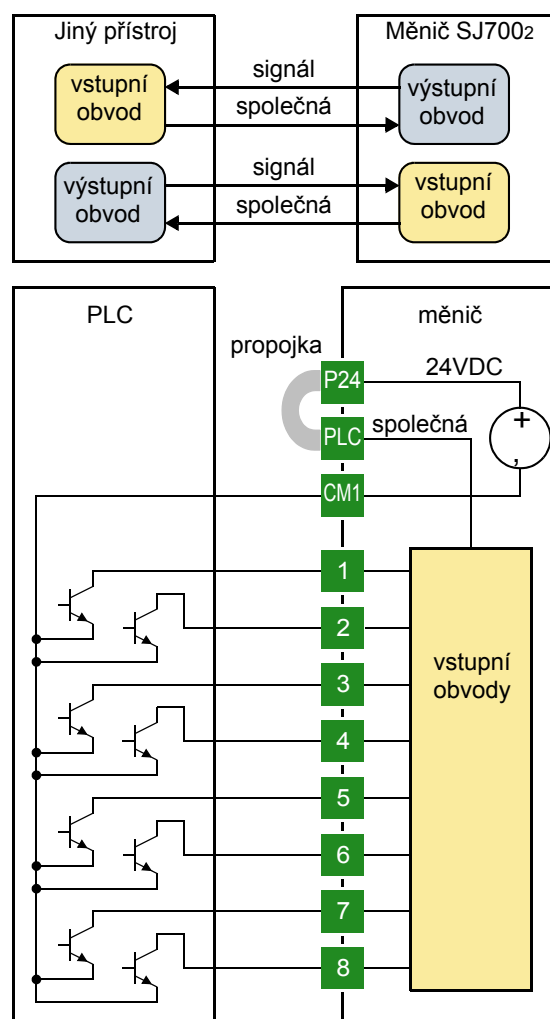 Jiný přístroj
Měnič SJ7002
vstupní
obvod
signál
společná
výstupní
obvod
výstupní
obvod
signál
společná
vstupní
obvod
PLC
měnič
propojka
P24
24VDC
PLC
společná
+
,
CM1
1
2
3
4
5
6
7
8
vstupní
obvody